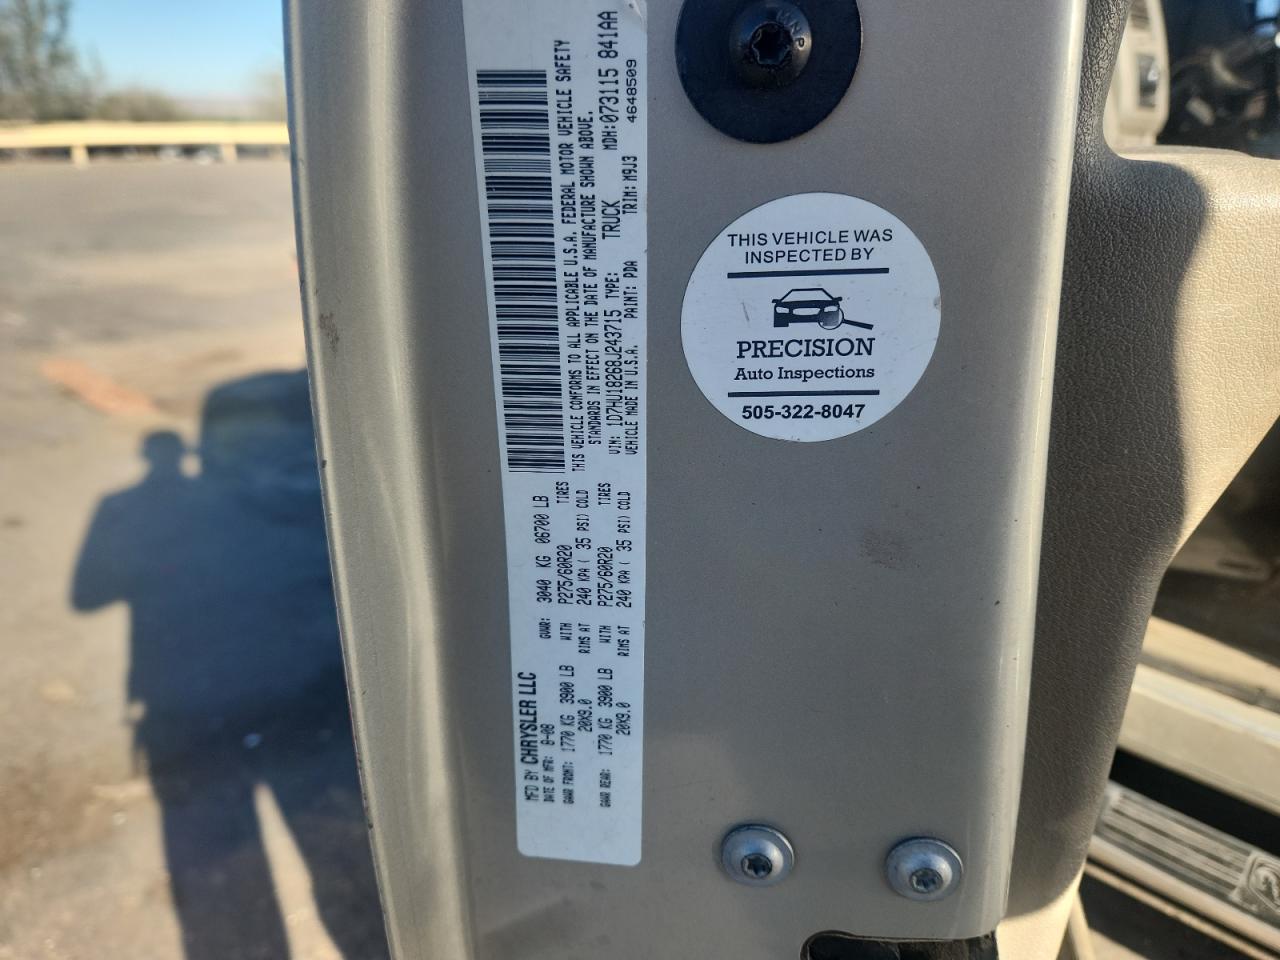 MFD BY CHRYSLER LLC
DATE OF MFR: 8-08
GVWR: 3040 KG 06700 LB
GAWR FRONT: 1770 KG 3900 LB WITH P275/60R20 TIRES
20X9.0 RIMS AT 240 KPA ( 35 PSI) COLD
GAWR REAR: 1770 KG 3900 LB WITH P275/60R20 TIRES
20X9.0 RIMS AT 240 KPA ( 35 PSI) COLD
THIS VEHICLE CONFORMS TO ALL APPLICABLE U.S.A. FEDERAL MOTOR VEHICLE SAFETY
STANDARDS IN EFFECT ON THE DATE OF MANUFACTURE SHOWN ABOVE.
VIN: 1D7HU18268J243715 TYPE: TRUCK MDH:073115 841AA
VEHICLE MADE IN U.S.A. PAINT: PDA TRIM: M9J3 4648509
THIS VEHICLE WAS
INSPECTED BY
PRECISION
Auto Inspections
505-322-8047